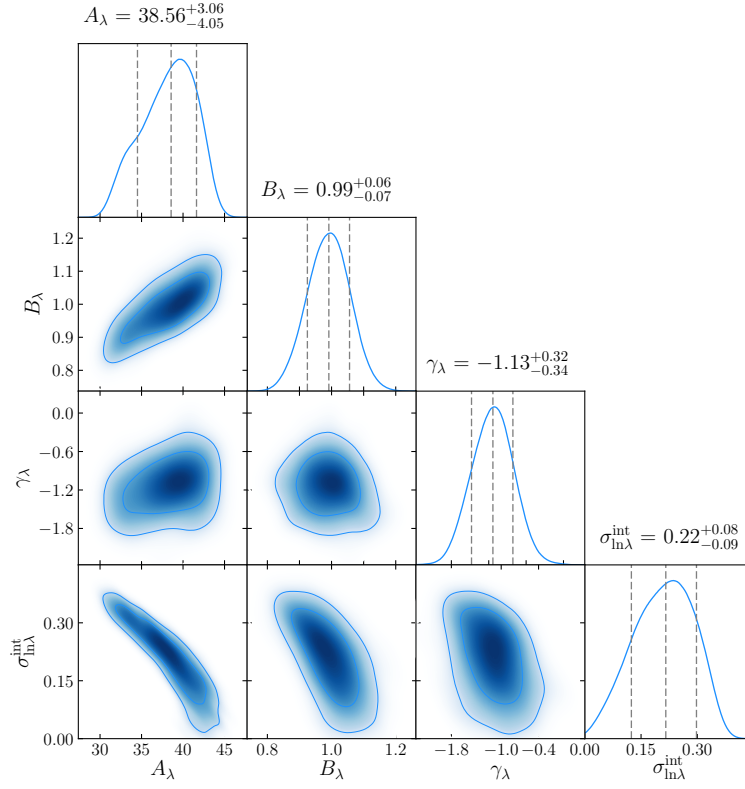 A_λ = 38.56^{+3.06}_{-4.05}
B_λ = 0.99^{+0.06}_{-0.07}
1.2
1.1
1.0
0.9
0.8
B_λ
γ_λ = −1.13^{+0.32}_{-0.34}
0.0
−0.6
−1.2
−1.8
γ_λ
σ^{int}_{lnλ} = 0.22^{+0.08}_{-0.09}
0.30
0.15
0.00
σ^{int}_{lnλ}
30 35 40 45 0.8 1.0 1.2 −1.8 −1.0 −0.4 0.00 0.15 0.30
A_λ B_λ γ_λ σ^{int}_{lnλ}